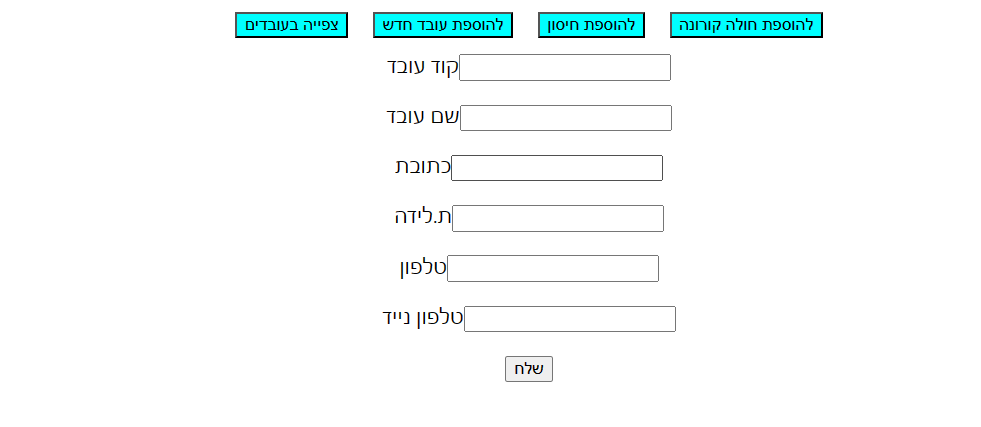 להוספת חולה קורונה
להוספת חיסון
להוספת עובד חדש
צפייה בעובדים
קוד עובד
שם עובד
כתובת
ת.לידה
טלפון
טלפון נייד
שלח